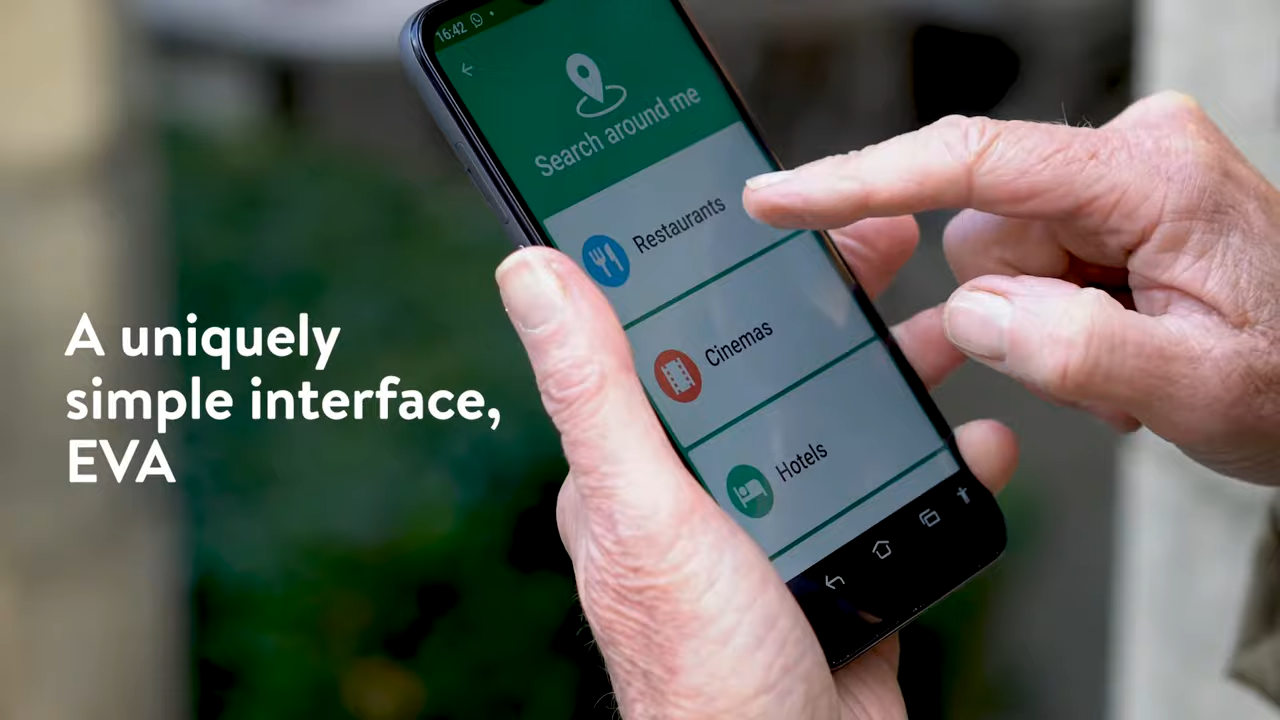 16:42
Search around me
Restaurants
Cinemas
Hotels
A uniquely
simple interface,
EVA